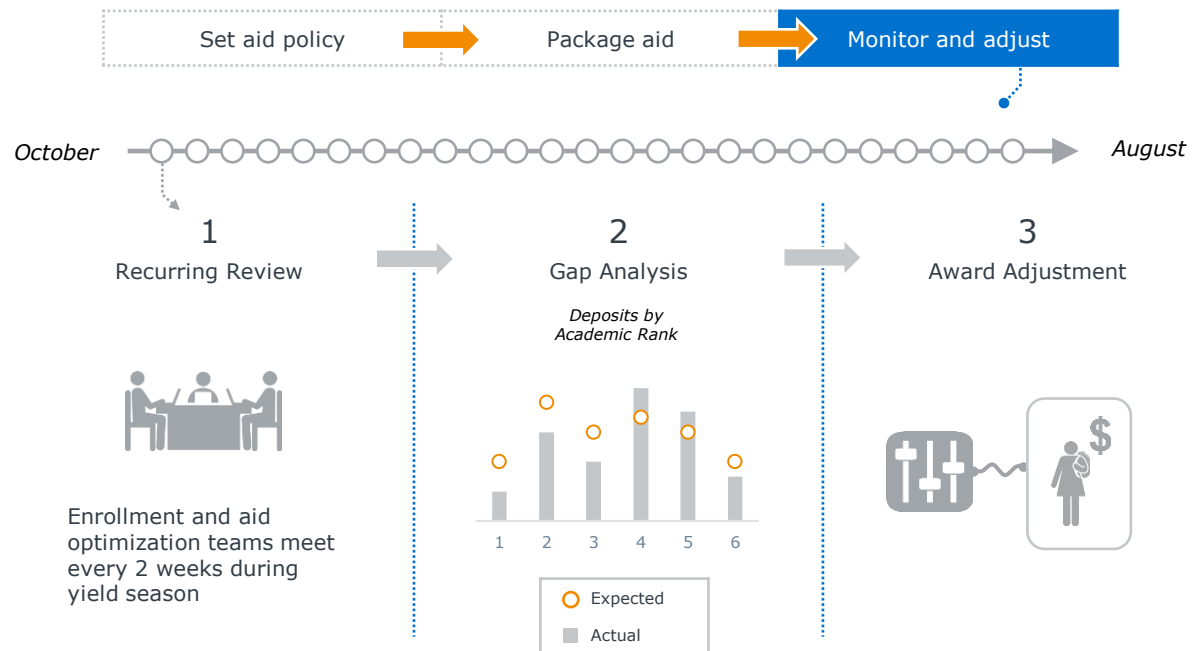 Set aid policy
Package aid
Monitor and adjust
October
August
1
Recurring Review
2
Gap Analysis
3
Award Adjustment
Deposits by
Academic Rank
$
1 2 3 4 5 6
Enrollment and aid
optimization teams meet
every 2 weeks during
yield season
Expected
Actual